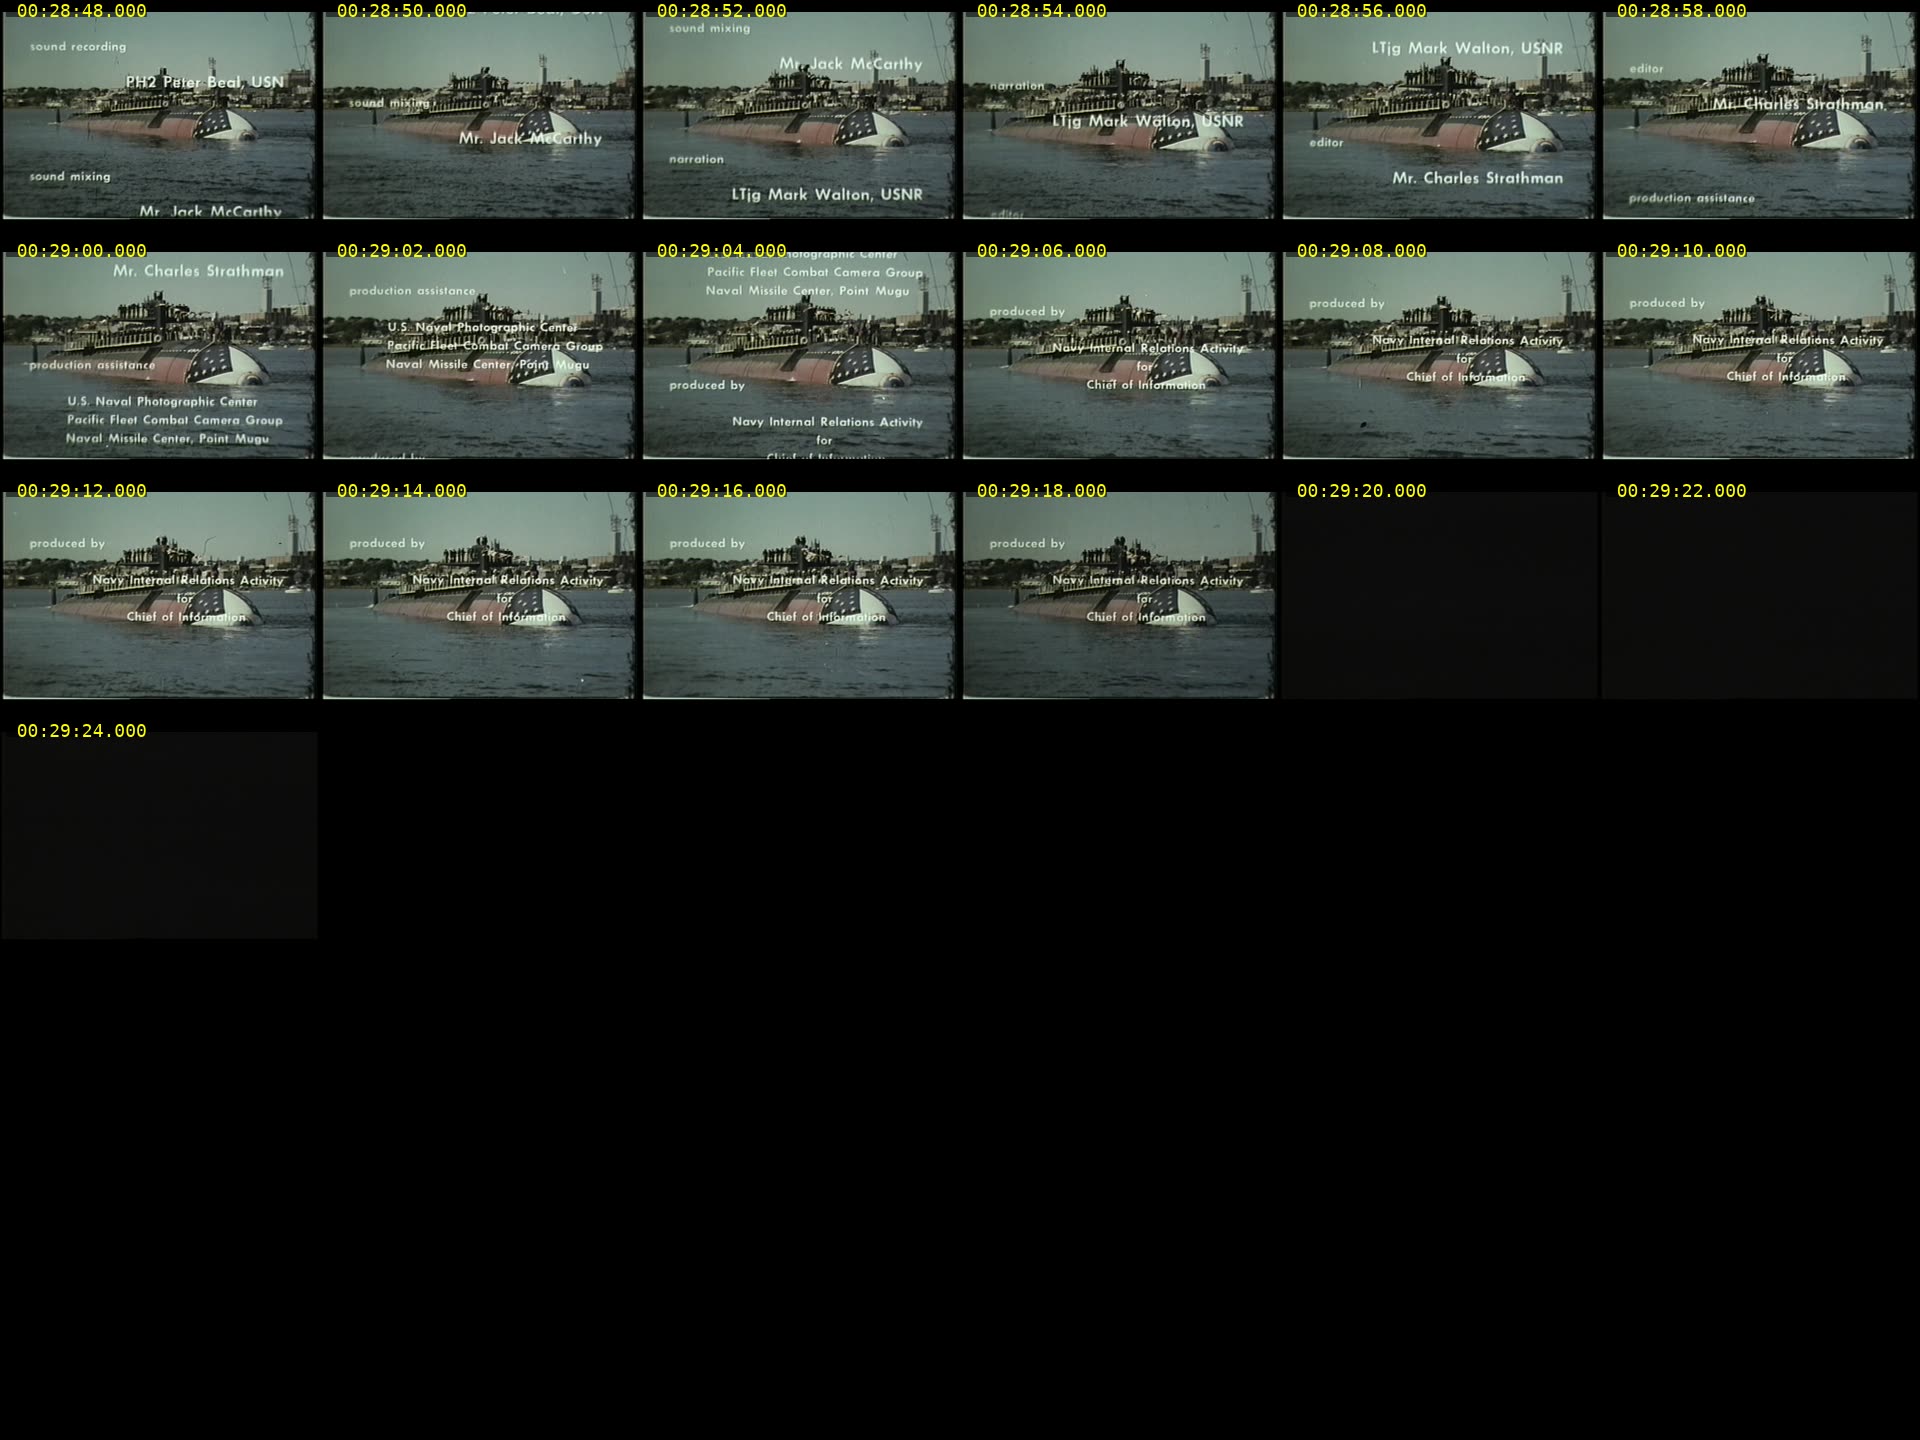 00:28:48.000
sound recording
PH2 Peter Beal, USN
sound mixing
Mr. Jack McCarthy
00:28:50.000
sound mixing
Mr. Jack McCarthy
00:28:52.000
sound mixing
Mr. Jack McCarthy
narration
LTjg Mark Walton, USNR
00:28:54.000
narration
LTjg Mark Walton, USNR
editor
00:28:56.000
LTjg Mark Walton, USNR
editor
Mr. Charles Strathman
00:28:58.000
editor
Mr. Charles Strathman
production assistance
00:29:00.000
Mr. Charles Strathman
production assistance
U.S. Naval Photographic Center
Pacific Fleet Combat Camera Group
Naval Missile Center, Point Mugu
00:29:02.000
production assistance
U.S. Naval Photographic Center
Pacific Fleet Combat Camera Group
Naval Missile Center, Point Mugu
produced by
00:29:04.000
Photographic Center
Pacific Fleet Combat Camera Group
Naval Missile Center, Point Mugu
produced by
Navy Internal Relations Activity
for
Chief of Information
00:29:06.000
produced by
Navy Internal Relations Activity
for
Chief of Information
00:29:08.000
produced by
Navy Internal Relations Activity
for
Chief of Information
00:29:10.000
produced by
Navy Internal Relations Activity
for
Chief of Information
00:29:12.000
produced by
Navy Internal Relations Activity
for
Chief of Information
00:29:14.000
produced by
Navy Internal Relations Activity
for
Chief of Information
00:29:16.000
produced by
Navy Internal Relations Activity
for
Chief of Information
00:29:18.000
produced by
Navy Internal Relations Activity
for
Chief of Information
00:29:20.000
00:29:22.000
00:29:24.000